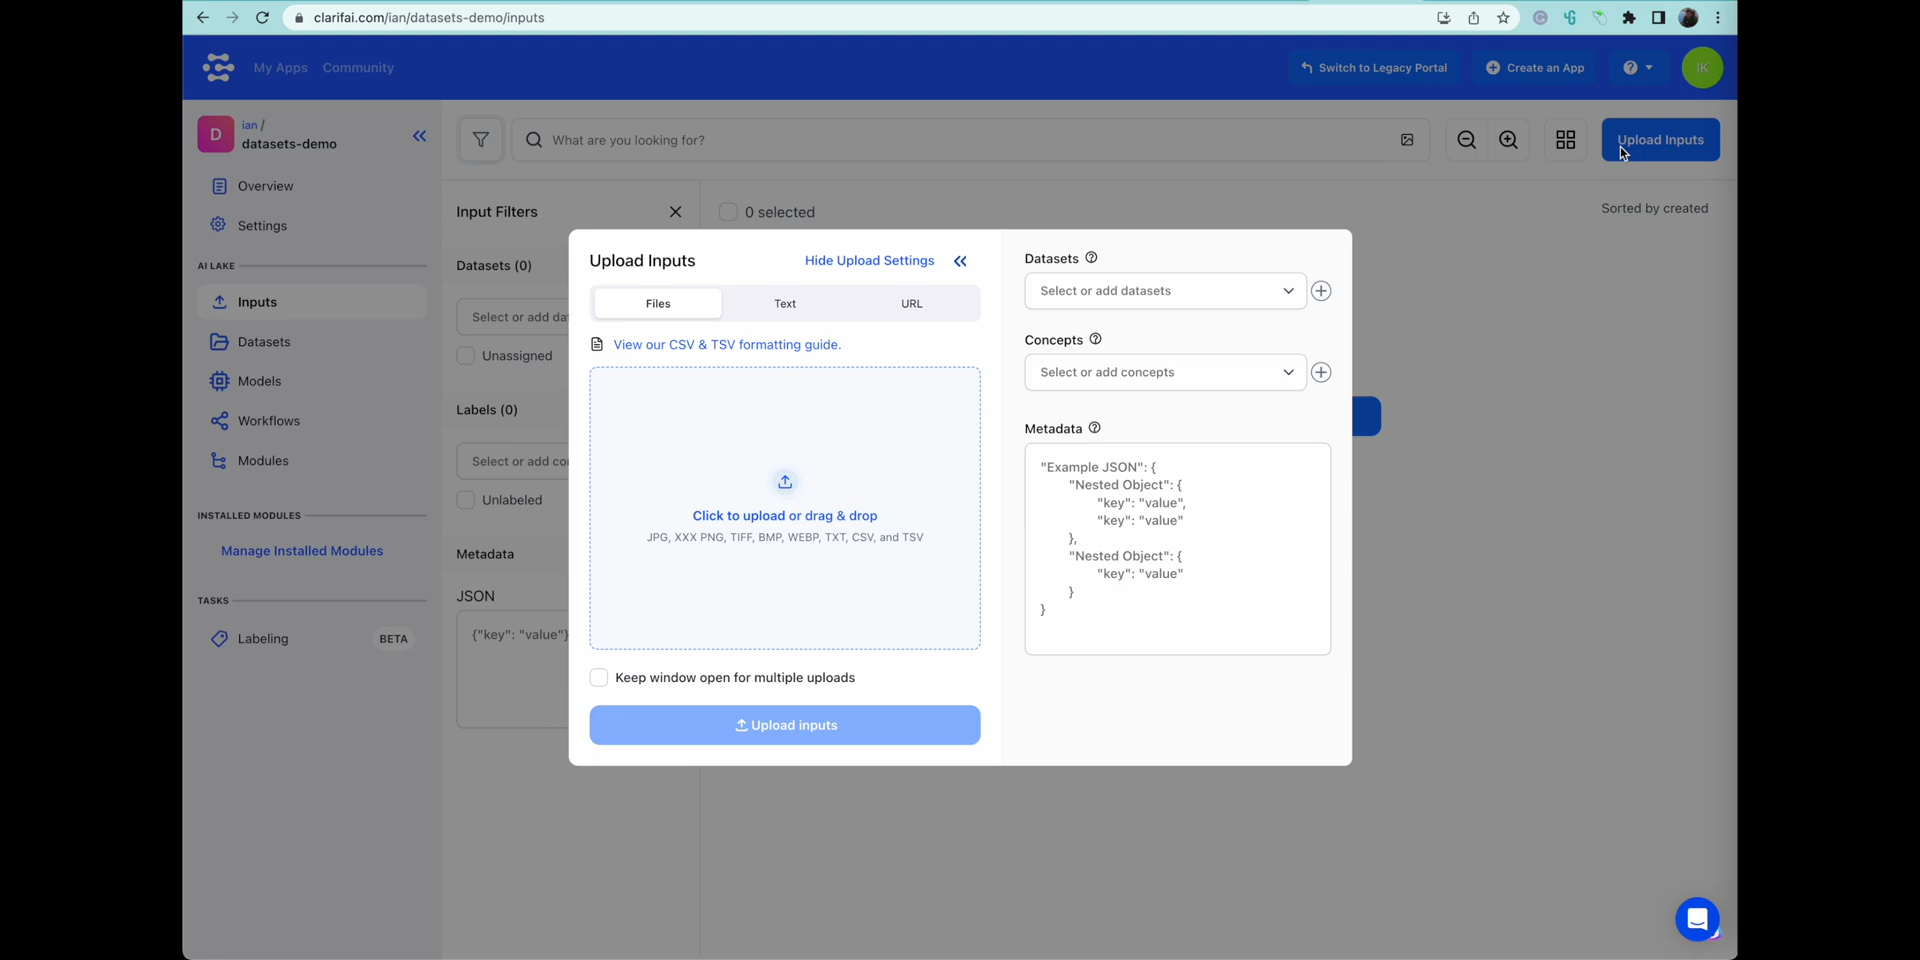 clarifai.com/ian/datasets-demo/inputs
My Apps Community
Switch to Legacy Portal
Create an App
IK
D
ian /
datasets-demo
What are you looking for?
Upload Inputs
Overview
Settings
AI LAKE
Inputs
Datasets
Models
Workflows
Modules
INSTALLED MODULES
Manage Installed Modules
TASKS
Labeling
BETA
Input Filters
0 selected
Sorted by created
Datasets (0)
Select or add da
Unassigned
Labels (0)
Select or add co
Unlabeled
Metadata
JSON
{"key": "value"}
Upload Inputs
Hide Upload Settings
Files
Text
URL
View our CSV & TSV formatting guide.
Click to upload or drag & drop
JPG, XXX PNG, TIFF, BMP, WEBP, TXT, CSV, and TSV
Keep window open for multiple uploads
Upload inputs
Datasets
Select or add datasets
Concepts
Select or add concepts
Metadata
"Example JSON": {
"Nested Object": {
"key": "value",
"key": "value"
},
"Nested Object": {
"key": "value"
}
}